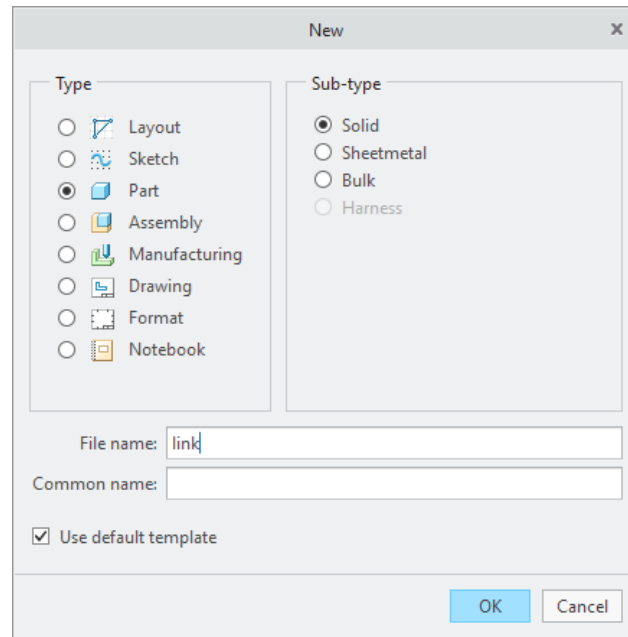 New
Type
Layout
Sketch
Part
Assembly
Manufacturing
Drawing
Format
Notebook
Sub-type
Solid
Sheetmetal
Bulk
Harness
File name: link
Common name:
Use default template
OK Cancel